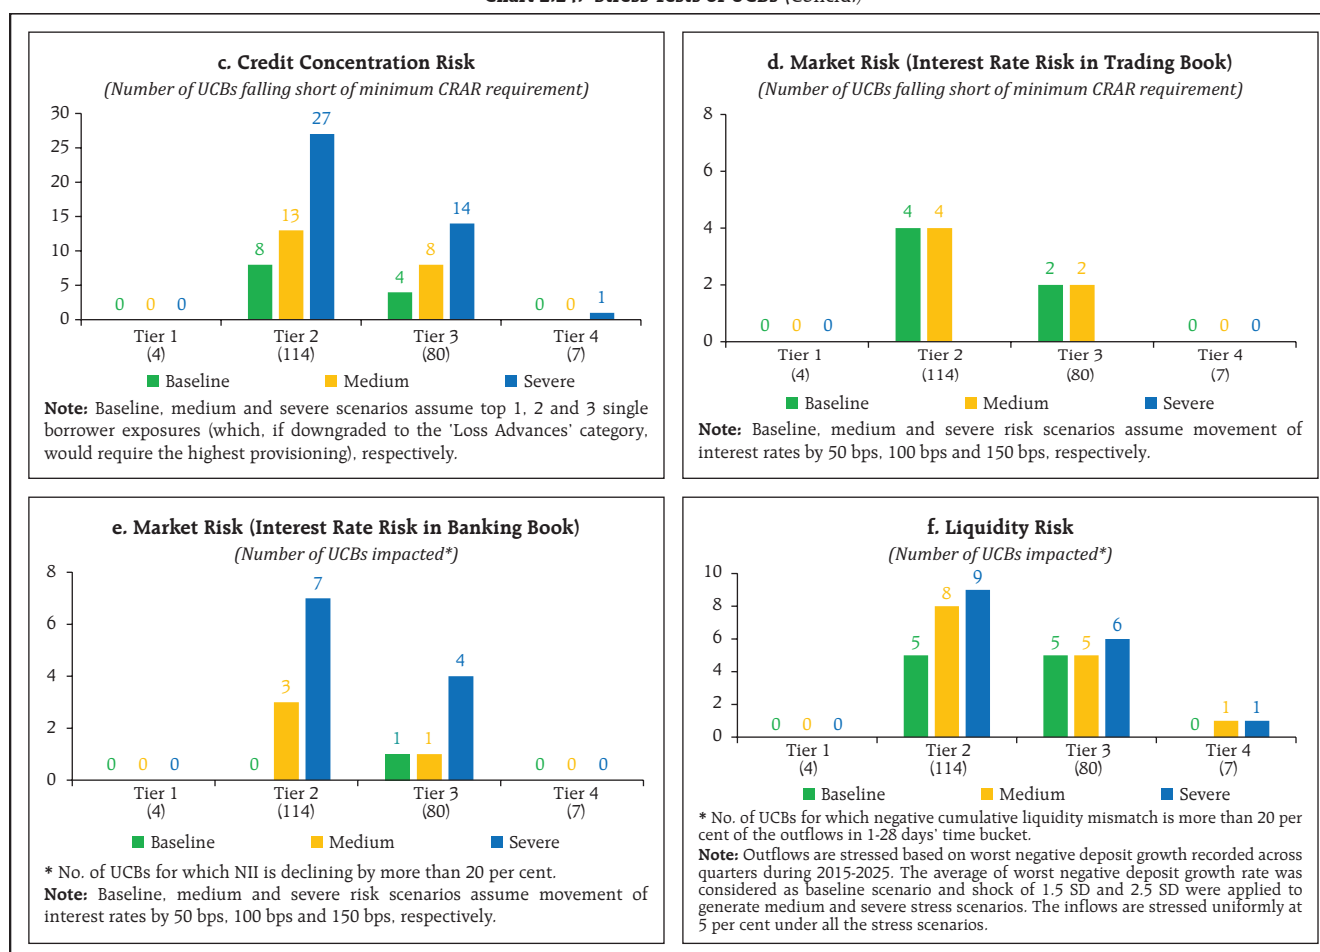 Chart 2.24: Stress Tests of UCBs (Concld.)
c. Credit Concentration Risk
(Number of UCBs falling short of minimum CRAR requirement)
30
25
20
15
10
5
0
0 0 0
8 13 27
4 8 14
0 0 1
Tier 1 Tier 2 Tier 3 Tier 4
(4) (114) (80) (7)
Baseline Medium Severe
Note: Baseline, medium and severe scenarios assume top 1, 2 and 3 single
borrower exposures (which, if downgraded to the 'Loss Advances' category,
would require the highest provisioning), respectively.
d. Market Risk (Interest Rate Risk in Trading Book)
(Number of UCBs falling short of minimum CRAR requirement)
8
6
4
2
0
0 0 0
4 4
2 2
0 0 0
Tier 1 Tier 2 Tier 3 Tier 4
(4) (114) (80) (7)
Baseline Medium Severe
Note: Baseline, medium and severe risk scenarios assume movement of
interest rates by 50 bps, 100 bps and 150 bps, respectively.
e. Market Risk (Interest Rate Risk in Banking Book)
(Number of UCBs impacted*)
8
6
4
2
0
0 0 0
0 3 7
1 1 4
0 0 0
Tier 1 Tier 2 Tier 3 Tier 4
(4) (114) (80) (7)
Baseline Medium Severe
* No. of UCBs for which NII is declining by more than 20 per cent.
Note: Baseline, medium and severe risk scenarios assume movement of
interest rates by 50 bps, 100 bps and 150 bps, respectively.
f. Liquidity Risk
(Number of UCBs impacted*)
10
8
6
4
2
0
0 0 0
5 8 9
5 5 6
0 1 1
Tier 1 Tier 2 Tier 3 Tier 4
(4) (114) (80) (7)
Baseline Medium Severe
* No. of UCBs for which negative cumulative liquidity mismatch is more than 20 per
cent of the outflows in 1-28 days' time bucket.
Note: Outflows are stressed based on worst negative deposit growth recorded across
quarters during 2015-2025. The average of worst negative deposit growth rate was
considered as baseline scenario and shock of 1.5 SD and 2.5 SD were applied to
generate medium and severe stress scenarios. The inflows are stressed uniformly at
5 per cent under all the stress scenarios.